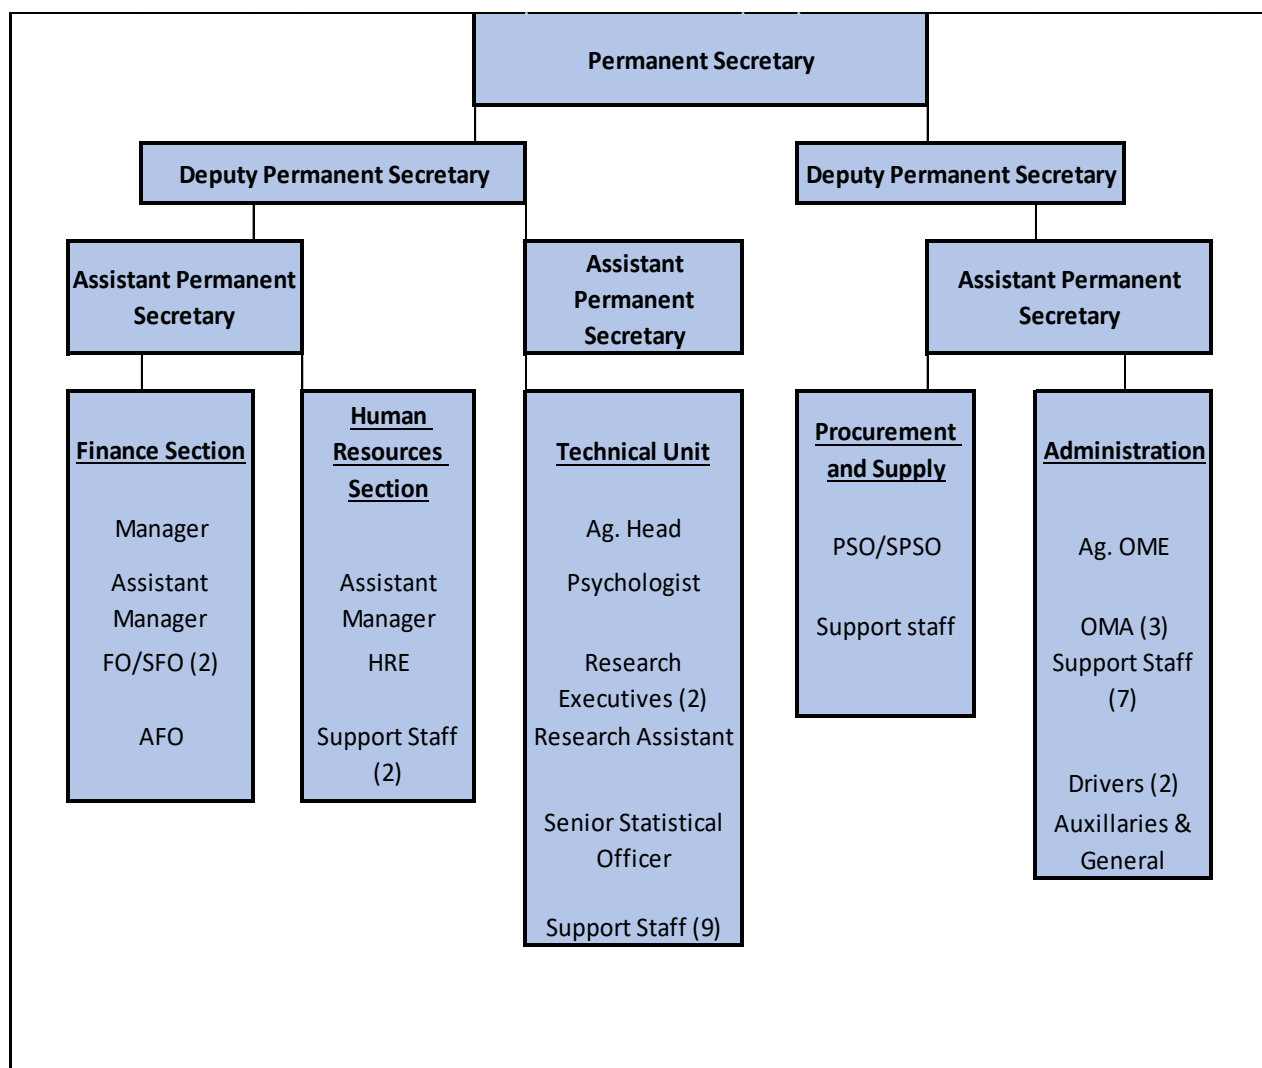 Permanent Secretary
Deputy Permanent Secretary
Deputy Permanent Secretary
Assistant Permanent
Secretary
Assistant
Permanent
Secretary
Assistant Permanent
Secretary
Finance Section
Manager
Assistant
Manager
FO/SFO (2)
AFO
Human
Resources
Section
Assistant
Manager
HRE
Support Staff
(2)
Technical Unit
Ag. Head
Psychologist
Research
Executives (2)
Research Assistant
Senior Statistical
Officer
Support Staff (9)
Procurement
and Supply
PSO/SPSO
Support staff
Administration
Ag. OME
OMA (3)
Support Staff
(7)
Drivers (2)
Auxillaries &
General